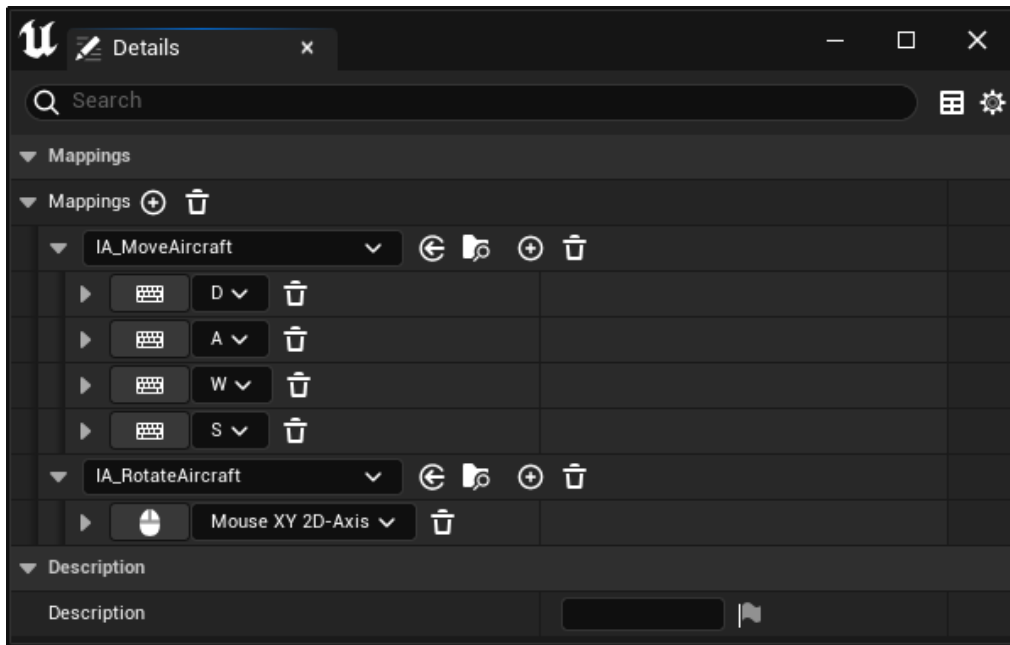 Details
Search
Mappings
Mappings
IA_MoveAircraft
D
A
W
S
IA_RotateAircraft
Mouse XY 2D-Axis
Description
Description